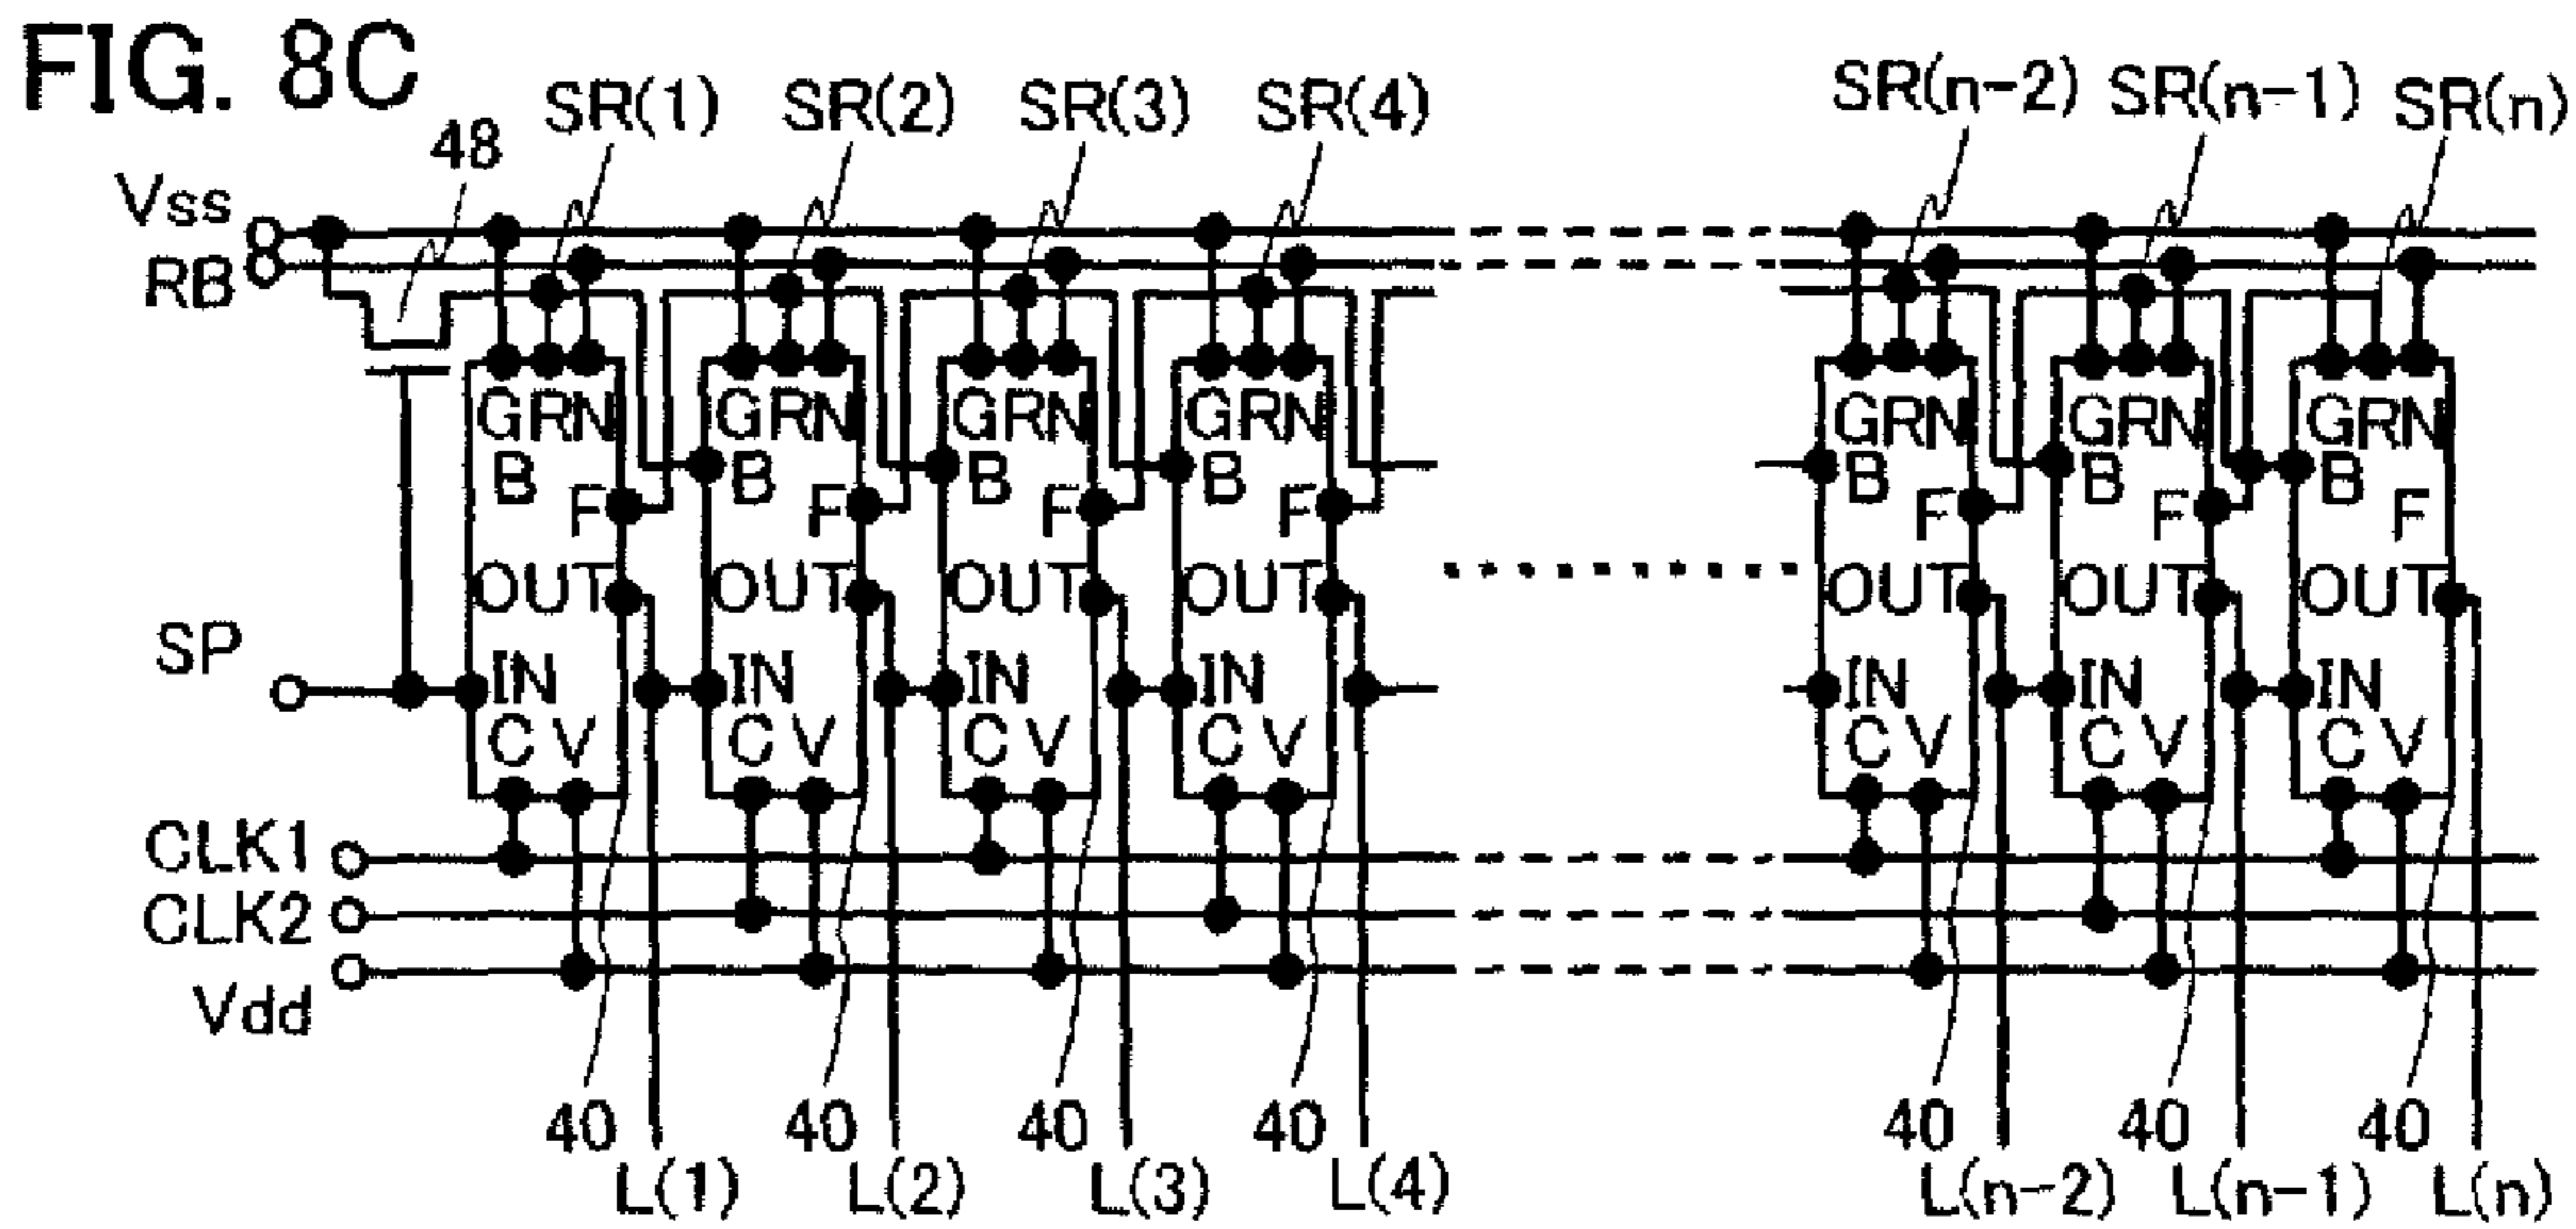 FIG. 8C
SR(1) SR(2) SR(3) SR(4) SR(n-2) SR(n-1) SR(n)
48
Vss
RB
GRN GRN GRN GRN GRN GRN GRN
B B B B B B B
F F F F F F F
OUT OUT OUT OUT OUT OUT OUT
SP
IN IN IN IN IN IN IN
C V C V C V C V C V C V C V
CLK1
CLK2
Vdd
40 40 40 40 40 40 40
L(1) L(2) L(3) L(4) L(n-2) L(n-1) L(n)